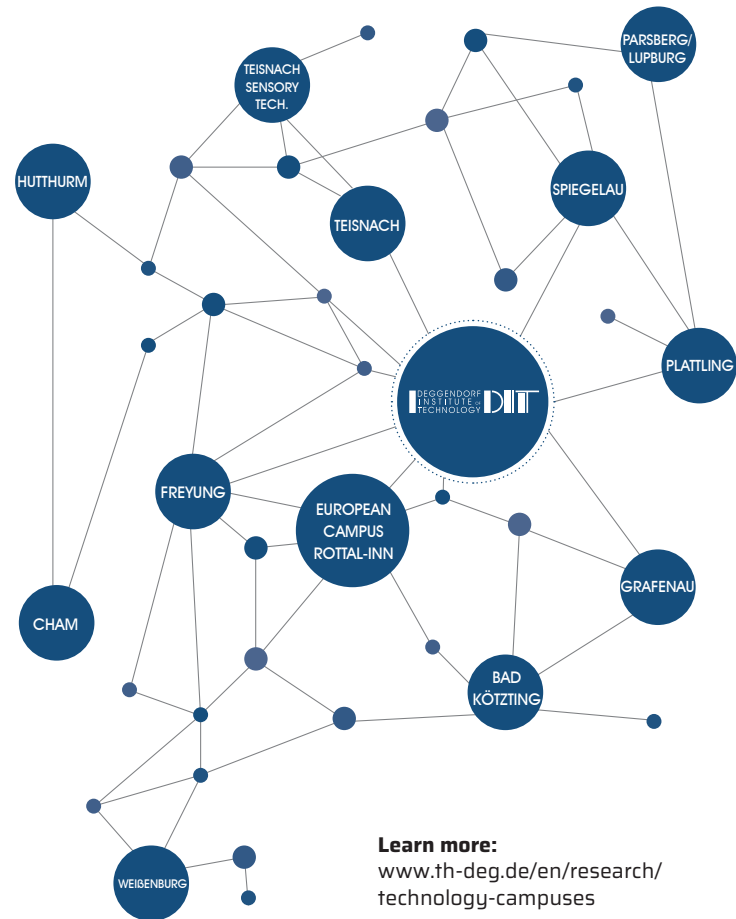 PARSBERG/
LUPBURG
TEISNACH
SENSORY
TECH.
HUTTHURM
SPIEGELAU
TEISNACH
PLATTLING
DEGGENDORF
INSTITUTE OF
TECHNOLOGY
DIT
FREYUNG
EUROPEAN
CAMPUS
ROTTAL-INN
GRAFENAU
CHAM
BAD
KÖTZTING
WEIßENBURG
Learn more:
www.th-deg.de/en/research/
technology-campuses